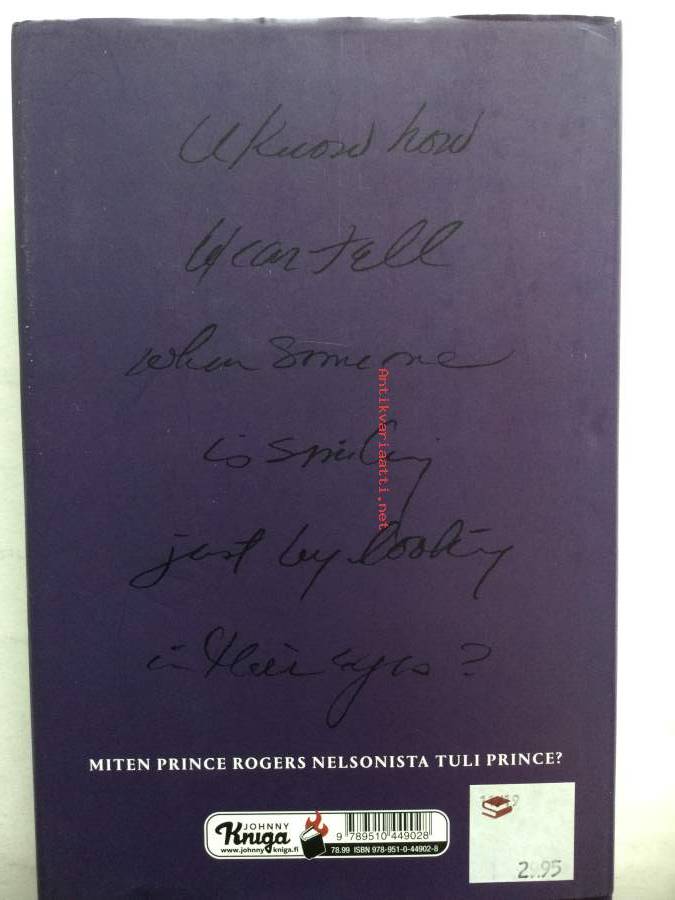 U Know how
U can tell
when someone
is smiling
just by looking
in their eyes?
Antikvariaatti.net
MITEN PRINCE ROGERS NELSONISTA TULI PRINCE?
JOHNNY
Kniga
www.johnnykniga.fi
9 789510 449028
78.99 ISBN 978-951-0-44902-8
2.95